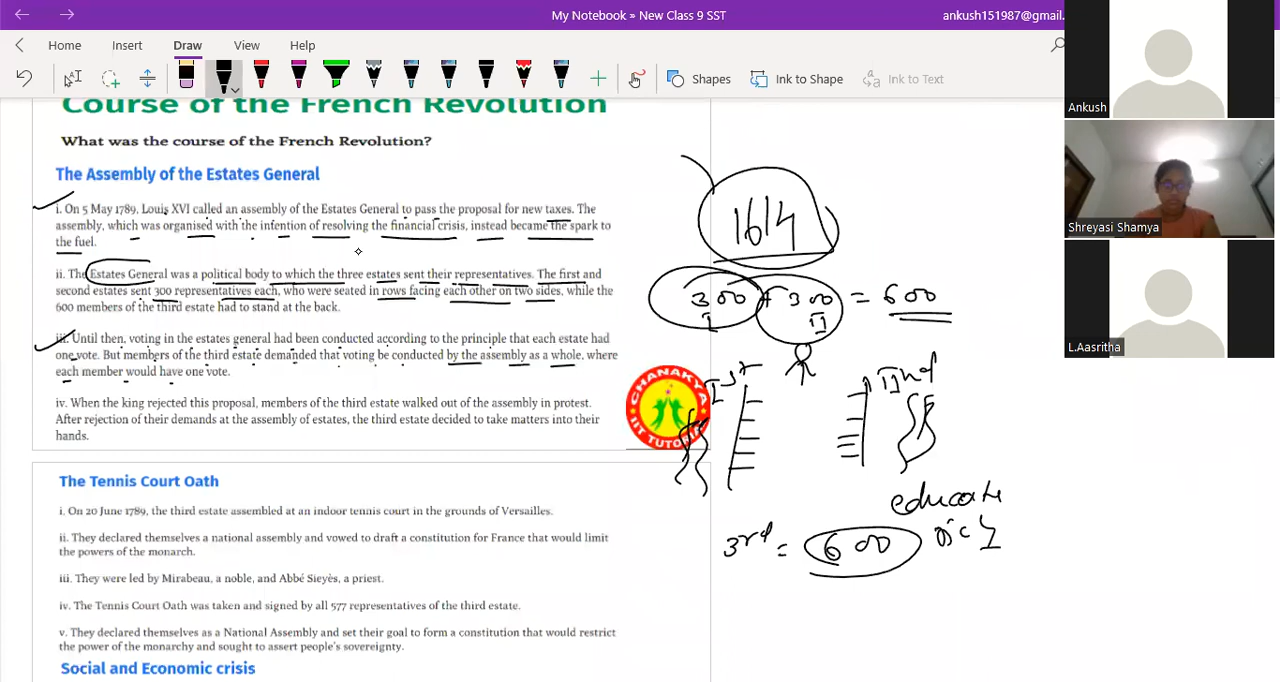 My Notebook » New Class 9 SST
ankush151987@gmail.
Home Insert Draw View Help
Shapes Ink to Shape Ink to Text
Course of the French Revolution
What was the course of the French Revolution?
The Assembly of the Estates General
i. On 5 May 1789, Louis XVI called an assembly of the Estates General to pass the proposal for new taxes. The
assembly, which was organised with the intention of resolving the financial crisis, instead became the spark to
the fuel.
ii. The Estates General was a political body to which the three estates sent their representatives. The first and
second estates sent 300 representatives each, who were seated in rows facing each other on two sides, while the
600 members of the third estate had to stand at the back.
iii. Until then, voting in the estates general had been conducted according to the principle that each estate had
one vote. But members of the third estate demanded that voting be conducted by the assembly as a whole, where
each member would have one vote.
iv. When the king rejected this proposal, members of the third estate walked out of the assembly in protest.
After rejection of their demands at the assembly of estates, the third estate decided to take matters into their
hands.
The Tennis Court Oath
i. On 20 June 1789, the third estate assembled at an indoor tennis court in the grounds of Versailles.
ii. They declared themselves a national assembly and vowed to draft a constitution for France that would limit
the powers of the monarch.
iii. They were led by Mirabeau, a noble, and Abbé Sieyès, a priest.
iv. The Tennis Court Oath was taken and signed by all 577 representatives of the third estate.
v. They declared themselves as a National Assembly and set their goal to form a constitution that would restrict
the power of the monarchy and sought to assert people's sovereignty.
Social and Economic crisis
1614
300 + 300 = 600
I II
Ist IInd
educate
3rd = 600
CHANAKYA
IIT TUTO
Ankush
Shreyasi Shamya
L.Aasritha